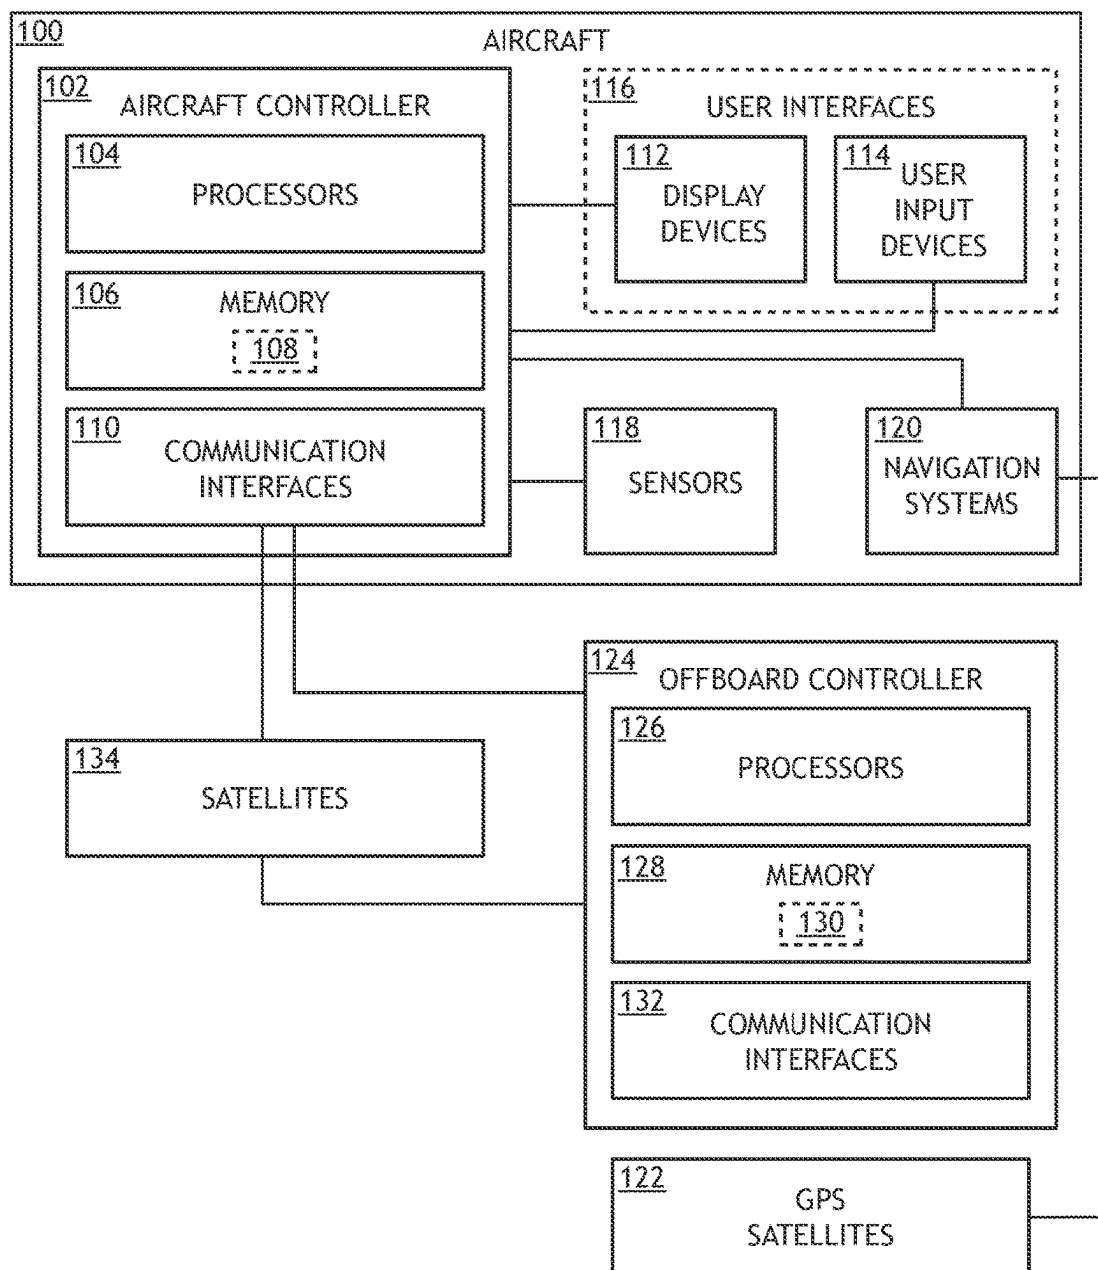 100
AIRCRAFT
102
AIRCRAFT CONTROLLER
104
PROCESSORS
106
MEMORY
108
110
COMMUNICATION
INTERFACES
116
USER INTERFACES
112
DISPLAY
DEVICES
114
USER
INPUT
DEVICES
118
SENSORS
120
NAVIGATION
SYSTEMS
134
SATELLITES
124
OFFBOARD CONTROLLER
126
PROCESSORS
128
MEMORY
130
132
COMMUNICATION
INTERFACES
122
GPS
SATELLITES